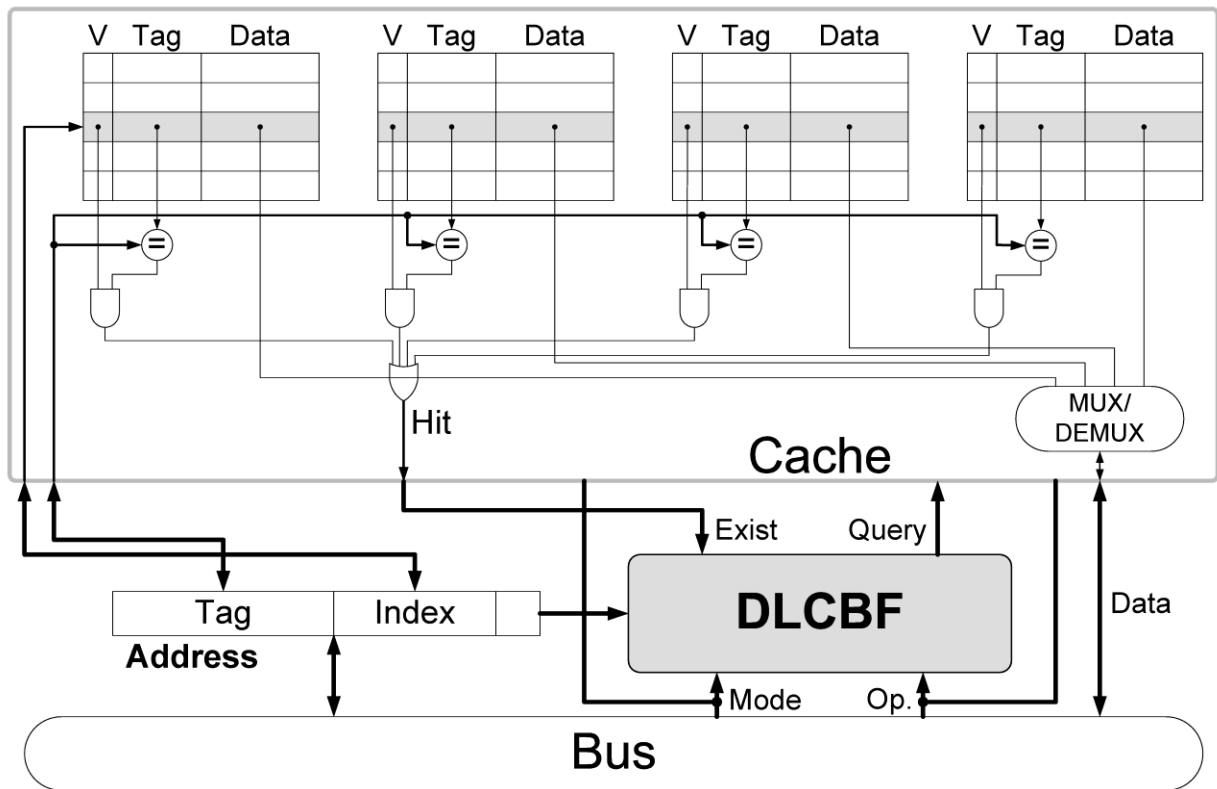 V Tag Data V Tag Data V Tag Data V Tag Data
= = = =
MUX/
DEMUX
Hit
Cache
Exist Query
DLCBF
Data
Tag Index
Address
Mode Op.
Bus